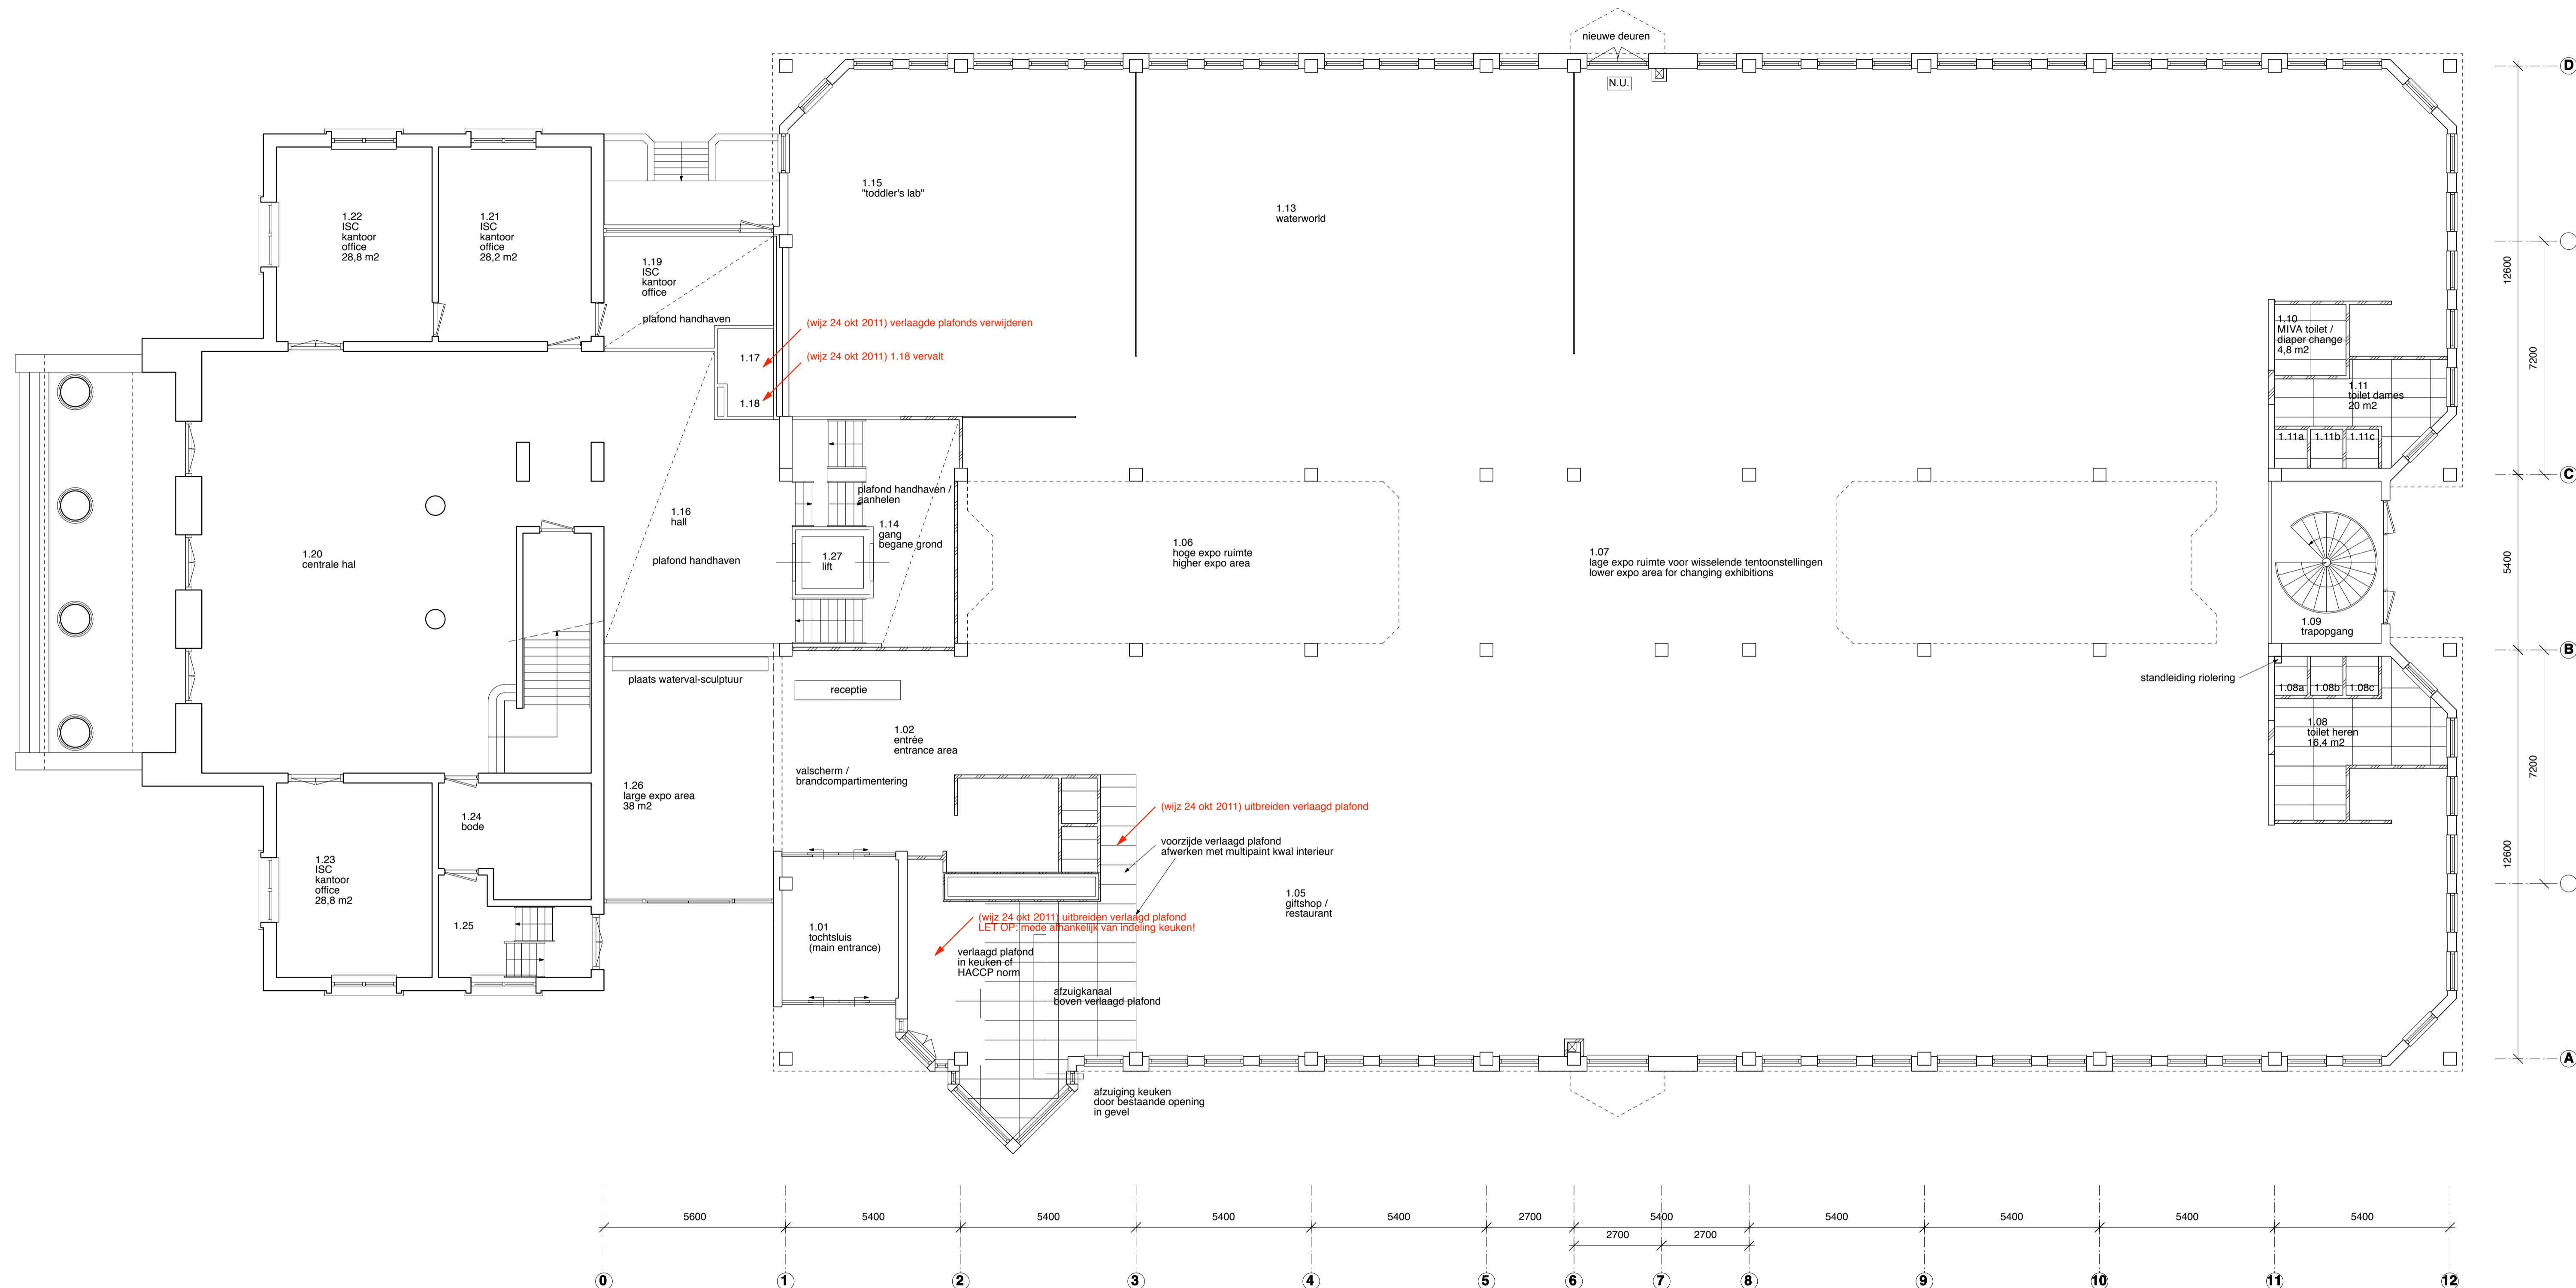 nieuwe deuren
N.U.
D
1.15
"toddler's lab"
1.13
waterworld
1.22
ISC
kantoor
office
28,8 m2
1.21
ISC
kantoor
office
28,2 m2
1.19
ISC
kantoor
office
plafond handhaven
(wijz 24 okt 2011) verlaagde plafonds verwijderen
1.17
(wijz 24 okt 2011) 1.18 vervalt
1.18
12600
7200
1.10
MIVA toilet /
diaper change
4,8 m2
1.11
toilet dames
20 m2
1.11a
1.11b
1.11c
C
plafond handhaven /
aanhelen
1.16
hall
1.14
gang
begane grond
1.20
centrale hal
plafond handhaven
1.27
lift
1.06
hoge expo ruimte
higher expo area
1.07
lage expo ruimte voor wisselende tentoonstellingen
lower expo area for changing exhibitions
5400
1.09
trapopgang
B
plaats waterval-sculptuur
receptie
standleiding riolering
1.08a
1.08b
1.08c
1.02
entrée
entrance area
1.08
toilet heren
16,4 m2
valscherm /
brandcompartimentering
7200
1.26
large expo area
38 m2
(wijz 24 okt 2011) uitbreiden verlaagd plafond
1.24
bode
voorzijde verlaagd plafond
afwerken met multipaint kwal interieur
12600
1.23
ISC
kantoor
office
28,8 m2
1.05
giftshop /
restaurant
1.25
1.01
tochtsluis
(main entrance)
(wijz 24 okt 2011) uitbreiden verlaagd plafond
LET OP: mede afhankelijk van indeling keuken!
verlaagd plafond
in keuken cf
HACCP norm
afzuigkanaal
boven verlaagd plafond
A
afzuiging keuken
door bestaande opening
in gevel
5600
5400
5400
5400
5400
2700
5400
5400
5400
5400
5400
2700
2700
0
1
2
3
4
5
6
7
8
9
10
11
12